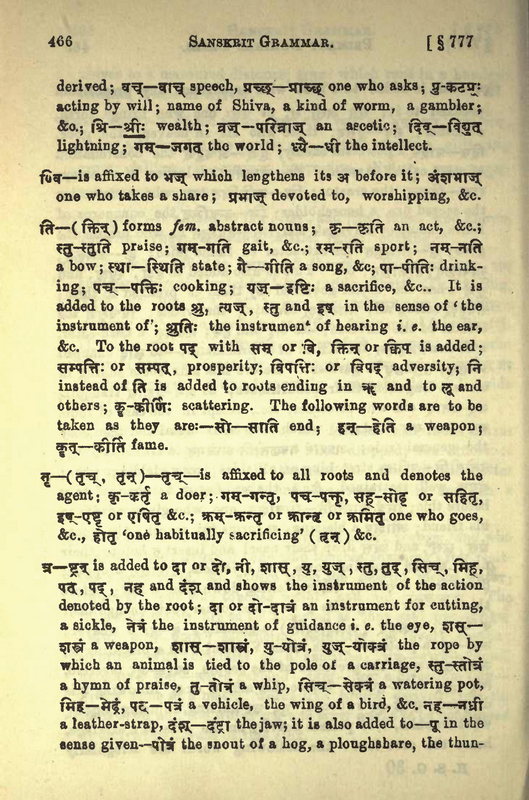 466 SANSKRIT GRAMMAR. [ § 777
derived; वच्—वाच् speech, प्रच्छ्—प्राच्छ् one who asks; प्रु-कटप्रूः
acting by will; name of Shiva, a kind of worm, a gambler;
&c.; श्रि—श्रीः wealth; व्रज्—परिव्राज् an ascetic; दिव्—विद्युत्
lightning; गम्—जगत् the world; ध्यै—धी the intellect.
ण्वि—is affixed to भज् which lengthens its अ before it; अंशभाज्
one who takes a share; प्रभाज् devoted to, worshipping, &c.
ति—(क्तिन्) forms fem. abstract nouns; कृ—कृति an act, &c.;
स्तु-स्तुति praise; गम्-गति gait, &c.; रम्-रति sport; नम्-नति
a bow; स्था—स्थिति state; गै—गीति a song, &c; पा-पीतिः drink-
ing; पच्—पक्तिः cooking; यज्—इष्टिः a sacrifice, &c.. It is
added to the roots श्रु, त्यज्, स्तु and इष् in the sense of 'the
instrument of'; श्रुतिः the instrument of hearing i. e. the ear,
&c. To the root पद् with सम् or वि, क्तिन् or क्विप् is added;
सम्पत्तिः or सम्पत्, prosperity; विपत्तिः or विपद् adversity; नि
instead of ति is added to roots ending in ॠ and to लू and
others; कॄ-कीर्णिः scattering. The following words are to be
taken as they are:—सो—साति end; हन्—हेति a weapon;
कृत्—कीर्ति fame.
तृ—(तृच्, तृन्)—तृच्—is affixed to all roots and denotes the
agent; कृ-कर्तृ a doer; गम्-गन्तृ, पच्-पक्तृ, सह्-सोढृ or सहितृ,
इष्-एष्टृ or एषितृ &c.; क्रम्-क्रन्तृ or क्रान्तृ or क्रमितृ one who goes,
&c., होतृ 'one habitually sacrificing' (तृन्) &c.
त्र—ष्ट्रन् is added to दा or दो, नी, शस्, यु, युज्, स्तु, तुद्, सिच्, मिह्,
पत्, पद्, नह् and दंश् and shows the instrument of the action
denoted by the root; दा or दो-दात्रं an instrument for cutting,
a sickle, नेत्रं the instrument of guidance i. e. the eye, शस्—
शस्त्रं a weapon, शास्—शास्त्रं, यु-योत्रं, युज्-योक्त्रं the rope by
which an animal is tied to the pole of a carriage, स्तु-स्तोत्रं
a hymn of praise, तु-तोत्रं a whip, सिच्—सेक्त्रं a watering pot,
मिह—मेढ्रं, पत्—पत्रं a vehicle, the wing of a bird, &c. नह्—नध्री
a leather-strap, दंश्—दंष्ट्रा the jaw; it is also added to—पू in the
sense given—पोत्रं the snout of a hog, a ploughshare, the thun-